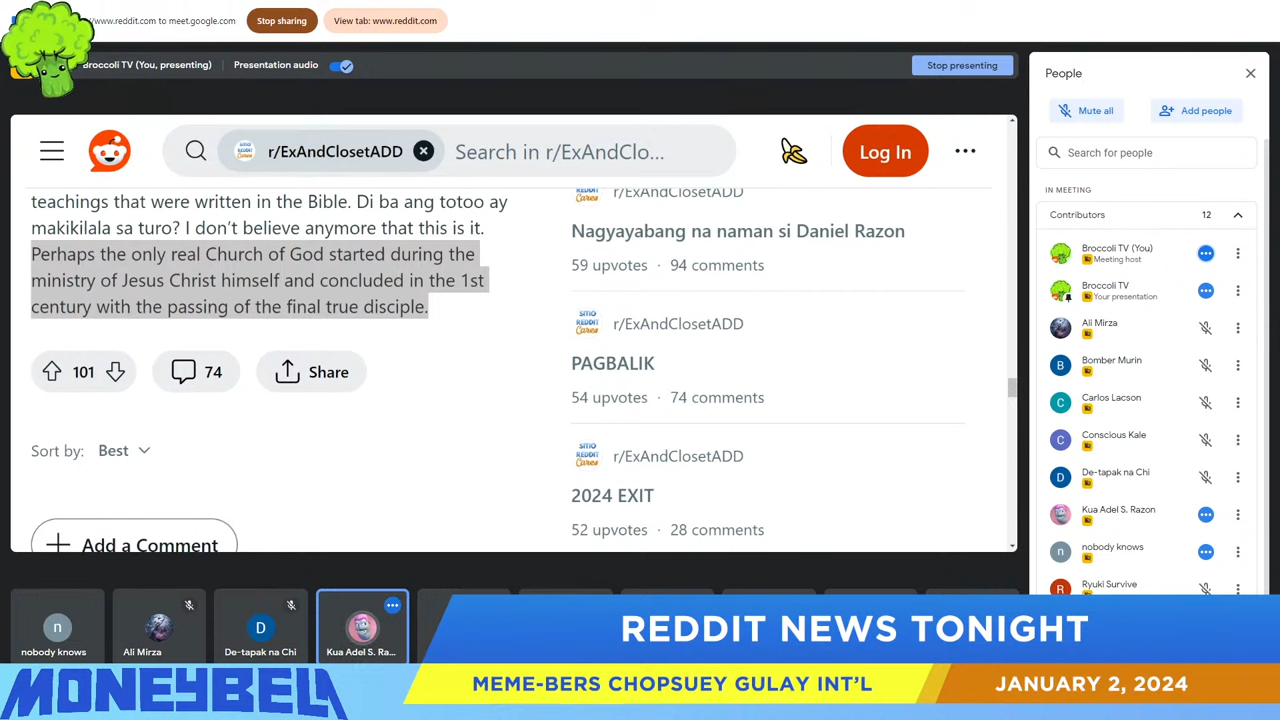 /www.reddit.com to meet.google.com
Stop sharing
View tab: www.reddit.com
Broccoli TV (You, presenting)
Presentation audio
Stop presenting
r/ExAndClosetADD
Search in r/ExAndClo...
Log In
teachings that were written in the Bible. Di ba ang totoo ay
makikilala sa turo? I don't believe anymore that this is it.
Perhaps the only real Church of God started during the
ministry of Jesus Christ himself and concluded in the 1st
century with the passing of the final true disciple.
101
74
Share
Sort by: Best
Add a Comment
r/ExAndClosetADD
Nagyayabang na naman si Daniel Razon
59 upvotes · 94 comments
SITIO
REDDIT
Cares
r/ExAndClosetADD
PAGBALIK
54 upvotes · 74 comments
SITIO
REDDIT
Cares
r/ExAndClosetADD
2024 EXIT
52 upvotes · 28 comments
People
Mute all
Add people
Search for people
IN MEETING
Contributors
12
Broccoli TV (You)
Meeting host
Broccoli TV
Your presentation
Ali Mirza
B
Bomber Murin
C
Carlos Lacson
C
Conscious Kale
D
De-tapak na Chi
Kua Adel S. Razon
n
nobody knows
R
Ryuki Survive
n
nobody knows
Ali Mirza
D
De-tapak na Chi
Kua Adel S. Ra...
REDDIT NEWS TONIGHT
MONEYBELA
MEME-BERS CHOPSUEY GULAY INT'L
JANUARY 2, 2024